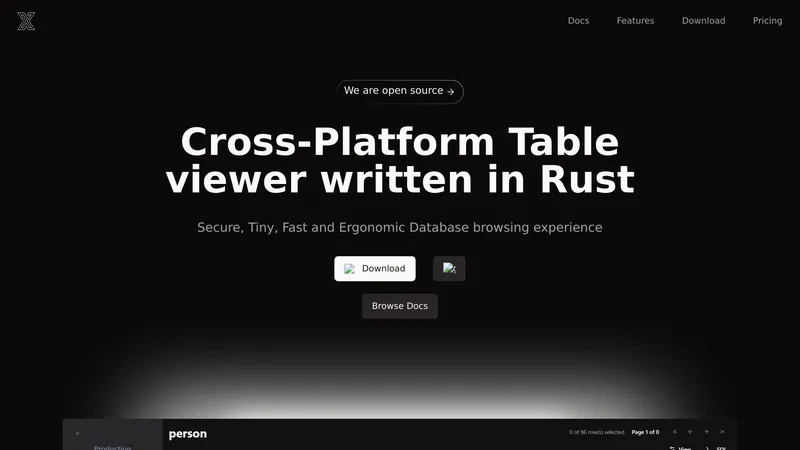 Docs Features Download Pricing
We are open source →
Cross-Platform Table
viewer written in Rust
Secure, Tiny, Fast and Ergonomic Database browsing experience
Download
Browse Docs
person
0 of 96 row(s) selected. Page 1 of 0
Production
View
SQL